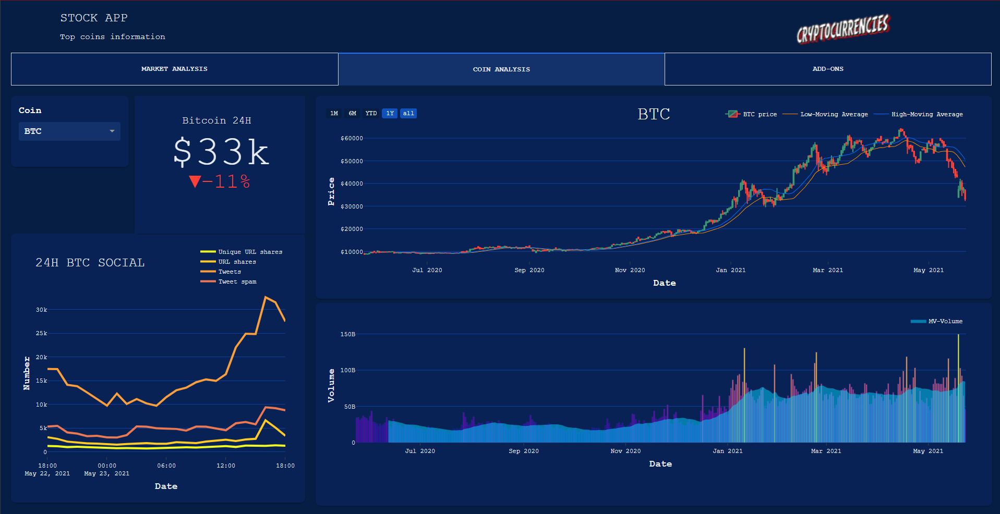 STOCK APP
Top coins information
CRYPTOCURRENCIES
MARKET ANALYSIS
COIN ANALYSIS
ADD-ONS
Coin
BTC
Bitcoin 24H
$33k
▼-11%
1M 6M YTD 1Y all
BTC
BTC price Low-Moving Average High-Moving Average
$60000
$50000
$40000
$30000
$20000
$10000
Price
Jul 2020 Sep 2020 Nov 2020 Jan 2021 Mar 2021 May 2021
Date
24H BTC SOCIAL
Unique URL shares
URL shares
Tweets
Tweet spam
30k
25k
20k
15k
10k
5k
0
Number
18:00 00:00 06:00 12:00 18:00
May 22, 2021 May 23, 2021
Date
MV-Volume
150B
100B
50B
0
Volume
Jul 2020 Sep 2020 Nov 2020 Jan 2021 Mar 2021 May 2021
Date